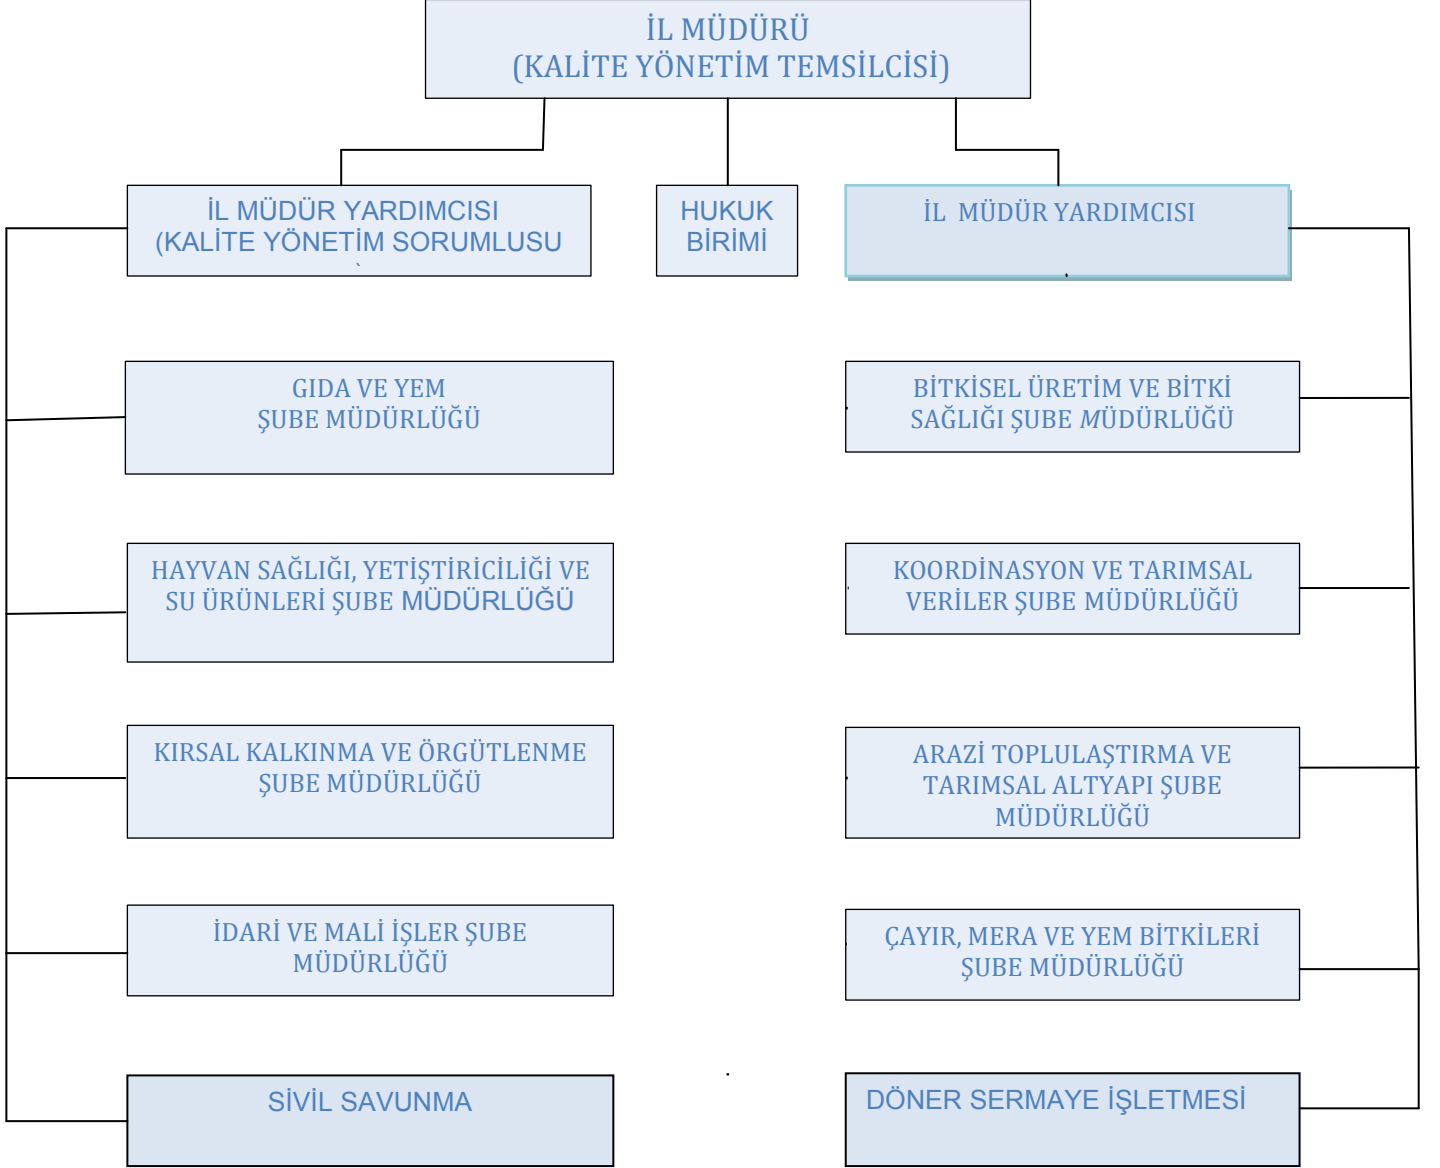 İL MÜDÜRÜ
(KALİTE YÖNETİM TEMSİLCİSİ)
İL MÜDÜR YARDIMCISI
(KALİTE YÖNETİM SORUMLUSU
HUKUK
BİRİMİ
İL MÜDÜR YARDIMCISI
GIDA VE YEM
ŞUBE MÜDÜRLÜĞÜ
BİTKİSEL ÜRETİM VE BİTKİ
SAĞLIĞI ŞUBE MÜDÜRLÜĞÜ
HAYVAN SAĞLIĞI, YETİŞTİRİCİLİĞİ VE
SU ÜRÜNLERİ ŞUBE MÜDÜRLÜĞÜ
KOORDİNASYON VE TARIMSAL
VERİLER ŞUBE MÜDÜRLÜĞÜ
KIRSAL KALKINMA VE ÖRGÜTLENME
ŞUBE MÜDÜRLÜĞÜ
ARAZİ TOPLULAŞTIRMA VE
TARIMSAL ALTYAPI ŞUBE
MÜDÜRLÜĞÜ
İDARİ VE MALİ İŞLER ŞUBE
MÜDÜRLÜĞÜ
ÇAYIR, MERA VE YEM BİTKİLERİ
ŞUBE MÜDÜRLÜĞÜ
SİVİL SAVUNMA
DÖNER SERMAYE İŞLETMESİ